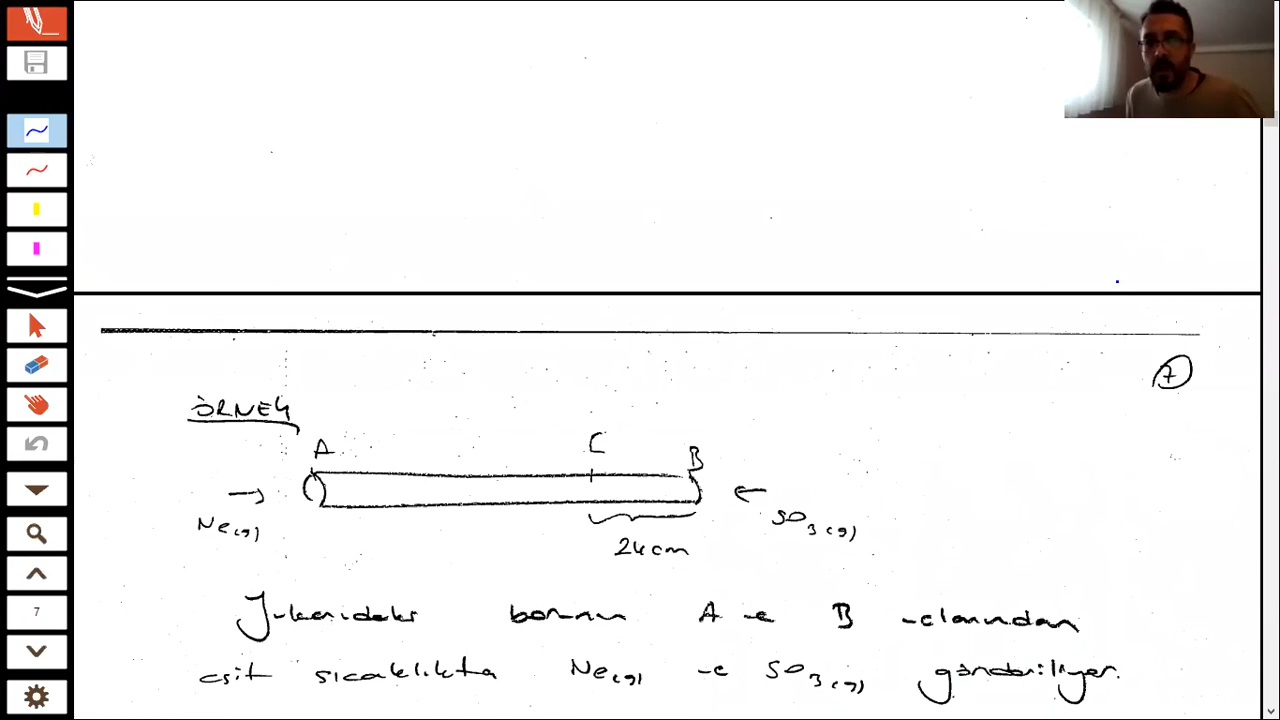 7
ÖRNEK
A C B
Ne(g) SO3(g)
24cm
Yukarıdaki borunun A ve B uçlarından
eşit sıcaklıkta Ne(g) ve SO3(g) gönderiliyor.
7